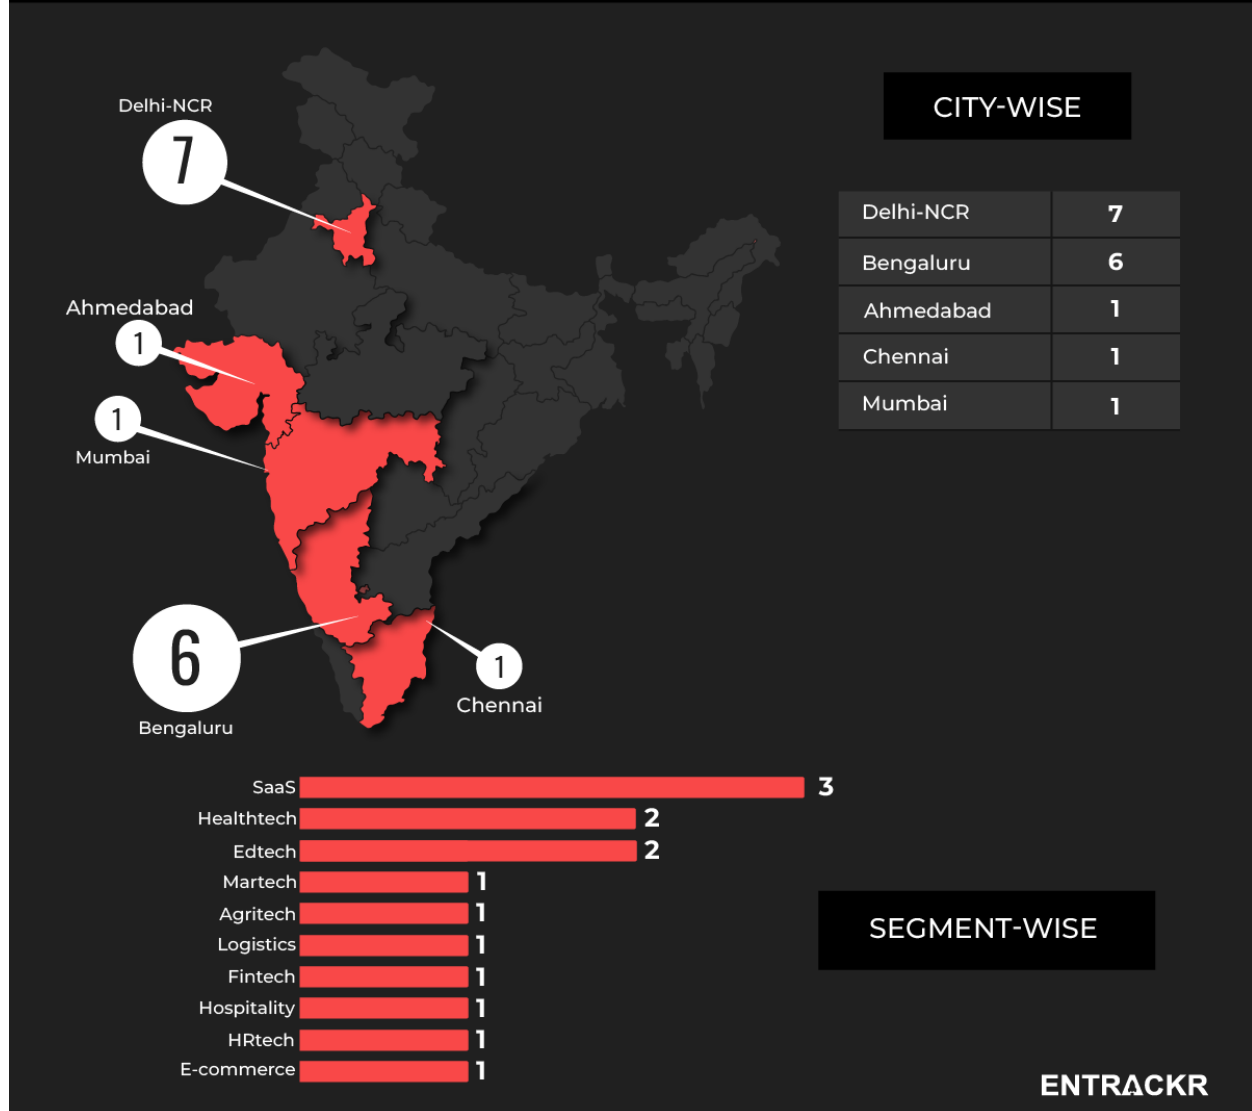 Delhi-NCR
7
Ahmedabad
1
1
Mumbai
6
Bengaluru
1
Chennai
CITY-WISE
Delhi-NCR 7
Bengaluru 6
Ahmedabad 1
Chennai 1
Mumbai 1
SaaS 3
Healthtech 2
Edtech 2
Martech 1
Agritech 1
Logistics 1
Fintech 1
Hospitality 1
HRtech 1
E-commerce 1
SEGMENT-WISE
ENTRACKR